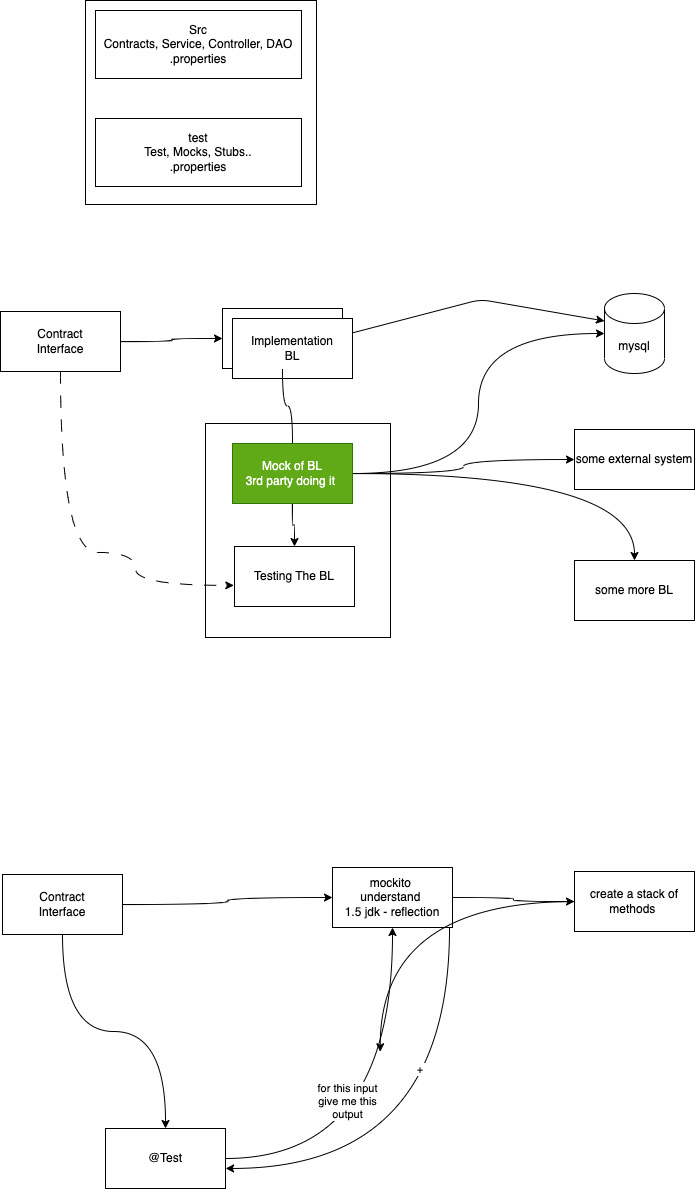 Src
Contracts, Service, Controller, DAO
.properties
test
Test, Mocks, Stubs..
.properties
Contract
Interface
Implementation
BL
mysql
Mock of BL
3rd party doing it
some external system
Testing The BL
some more BL
Contract
Interface
mockito
understand
1.5 jdk - reflection
create a stack of
methods
+
for this input
give me this
output
@Test